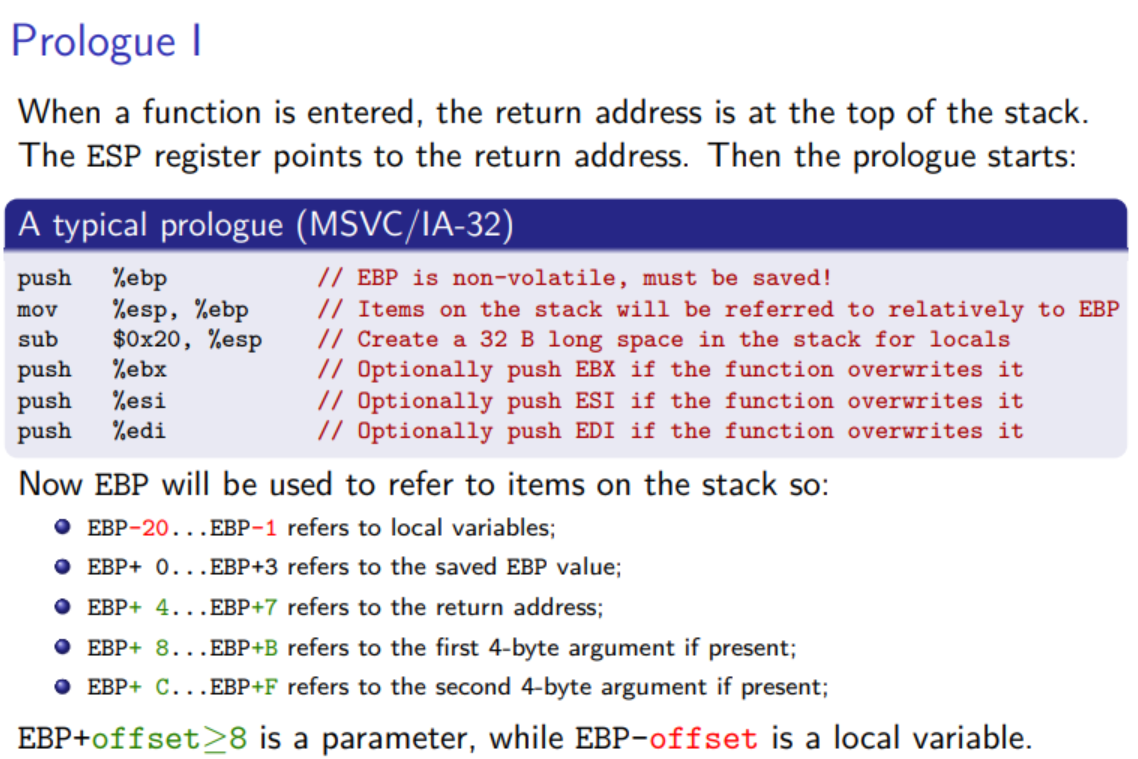 Prologue I
When a function is entered, the return address is at the top of the stack.
The ESP register points to the return address. Then the prologue starts:
A typical prologue (MSVC/IA-32)
push %ebp // EBP is non-volatile, must be saved!
mov %esp, %ebp // Items on the stack will be referred to relatively to EBP
sub $0x20, %esp // Create a 32 B long space in the stack for locals
push %ebx // Optionally push EBX if the function overwrites it
push %esi // Optionally push ESI if the function overwrites it
push %edi // Optionally push EDI if the function overwrites it
Now EBP will be used to refer to items on the stack so:
EBP-20...EBP-1 refers to local variables;
EBP+ 0...EBP+3 refers to the saved EBP value;
EBP+ 4...EBP+7 refers to the return address;
EBP+ 8...EBP+B refers to the first 4-byte argument if present;
EBP+ C...EBP+F refers to the second 4-byte argument if present;
EBP+offset≥8 is a parameter, while EBP-offset is a local variable.